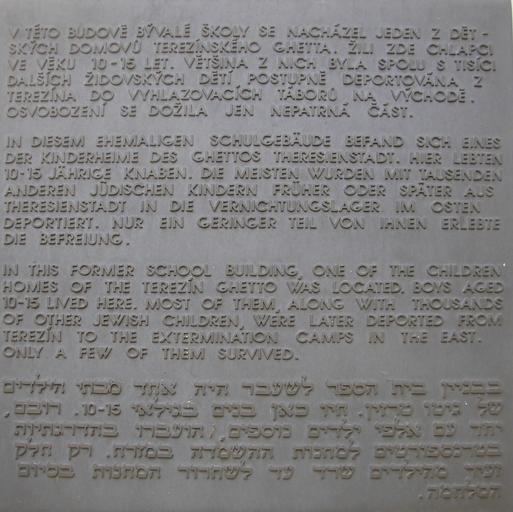 V TÉTO BUDOVĚ BÝVALÉ ŠKOLY SE NACHÁZEL JEDEN Z DĚT-
SKÝCH DOMOVŮ TEREZÍNSKÉHO GHETTA. ŽILI ZDE CHLAPCI
VE VĚKU 10-15 LET. VĚTŠINA Z NICH BYLA SPOLU S TISÍCI
DALŠÍCH ŽIDOVSKÝCH DĚTÍ POSTUPNĚ DEPORTOVÁNA Z
TEREZÍNA DO VYHLAZOVACÍCH TÁBORŮ NA VÝCHODĚ.
OSVOBOZENÍ SE DOŽILA JEN NEPATRNÁ ČÁST.
IN DIESEM EHEMALIGEN SCHULGEBÄUDE BEFAND SICH EINES
DER KINDERHEIME DES GHETTOS THERESIENSTADT. HIER LEBTEN
10-15 JÄHRIGE KNABEN. DIE MEISTEN WURDEN MIT TAUSENDEN
ANDEREN JÜDISCHEN KINDERN FRÜHER ODER SPÄTER AUS
THERESIENSTADT IN DIE VERNICHTUNGSLAGER IM OSTEN
DEPORTIERT. NUR EIN GERINGER TEIL VON IHNEN ERLEBTE
DIE BEFREIUNG.
IN THIS FORMER SCHOOL BUILDING, ONE OF THE CHILDREN'
HOMES OF THE TEREZÍN GHETTO WAS LOCATED. BOYS AGED
10-15 LIVED HERE. MOST OF THEM, ALONG WITH THOUSANDS
OF OTHER JEWISH CHILDREN, WERE LATER DEPORTED FROM
TEREZÍN TO THE EXTERMINATION CAMPS IN THE EAST.
ONLY A FEW OF THEM SURVIVED.
בבניין בית הספר לשעבר היה אחד מבתי הילדים
של גיטו טרזין. חיו כאן בנים בגילאי 10-15. רובם,
יחד עם אלפי ילדים נוספים, הועברו בהדרגתיות
בטרנספורטים למחנות ההשמדה במזרח. רק חלק
זעיר מהילדים שרד עד לשחרור המחנות בסיום
המלחמה.